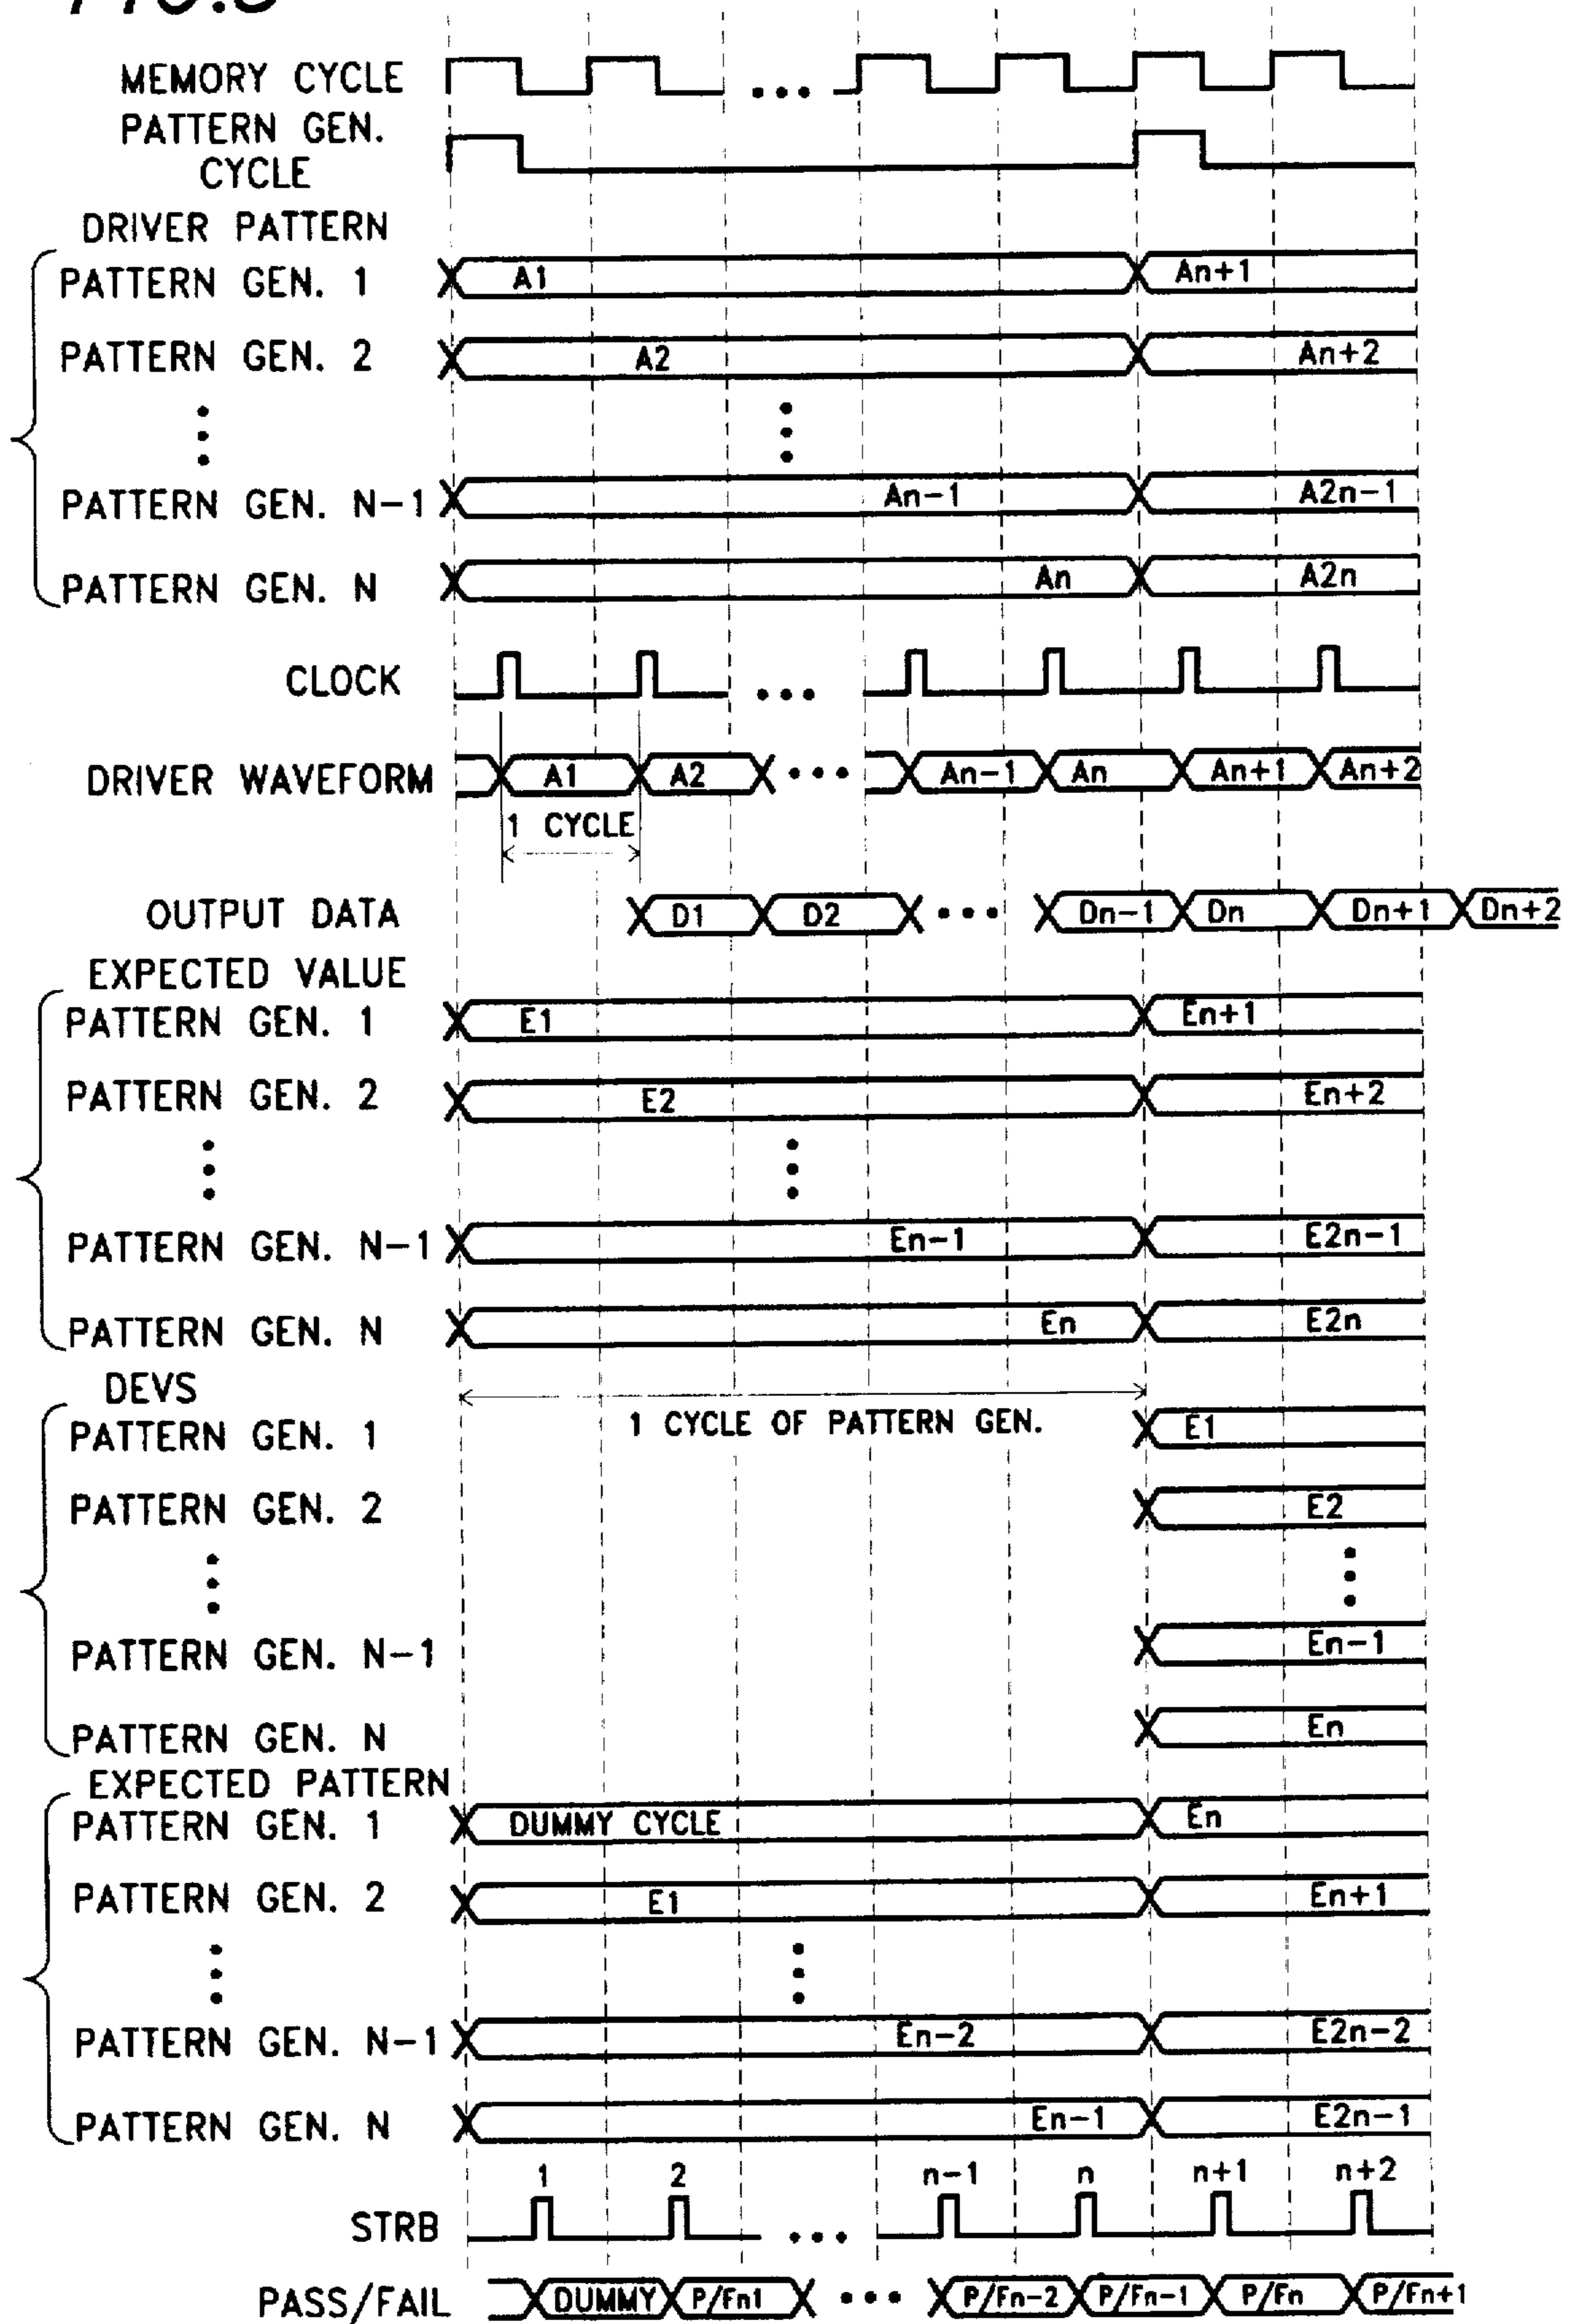 MEMORY CYCLE
PATTERN GEN.
CYCLE
DRIVER PATTERN
PATTERN GEN. 1 A1 An+1
PATTERN GEN. 2 A2 An+2
PATTERN GEN. N-1 An-1 A2n-1
PATTERN GEN. N An A2n
CLOCK
DRIVER WAVEFORM A1 A2 An-1 An An+1 An+2
1 CYCLE
OUTPUT DATA D1 D2 Dn-1 Dn Dn+1 Dn+2
EXPECTED VALUE
PATTERN GEN. 1 E1 En+1
PATTERN GEN. 2 E2 En+2
PATTERN GEN. N-1 En-1 E2n-1
PATTERN GEN. N En E2n
DEVS
1 CYCLE OF PATTERN GEN.
PATTERN GEN. 1 E1
PATTERN GEN. 2 E2
PATTERN GEN. N-1 En-1
PATTERN GEN. N En
EXPECTED PATTERN
PATTERN GEN. 1 DUMMY CYCLE En
PATTERN GEN. 2 E1 En+1
PATTERN GEN. N-1 En-2 E2n-2
PATTERN GEN. N En-1 E2n-1
1 2 n-1 n n+1 n+2
STRB
PASS/FAIL DUMMY P/Fn1 P/Fn-2 P/Fn-1 P/Fn P/Fn+1